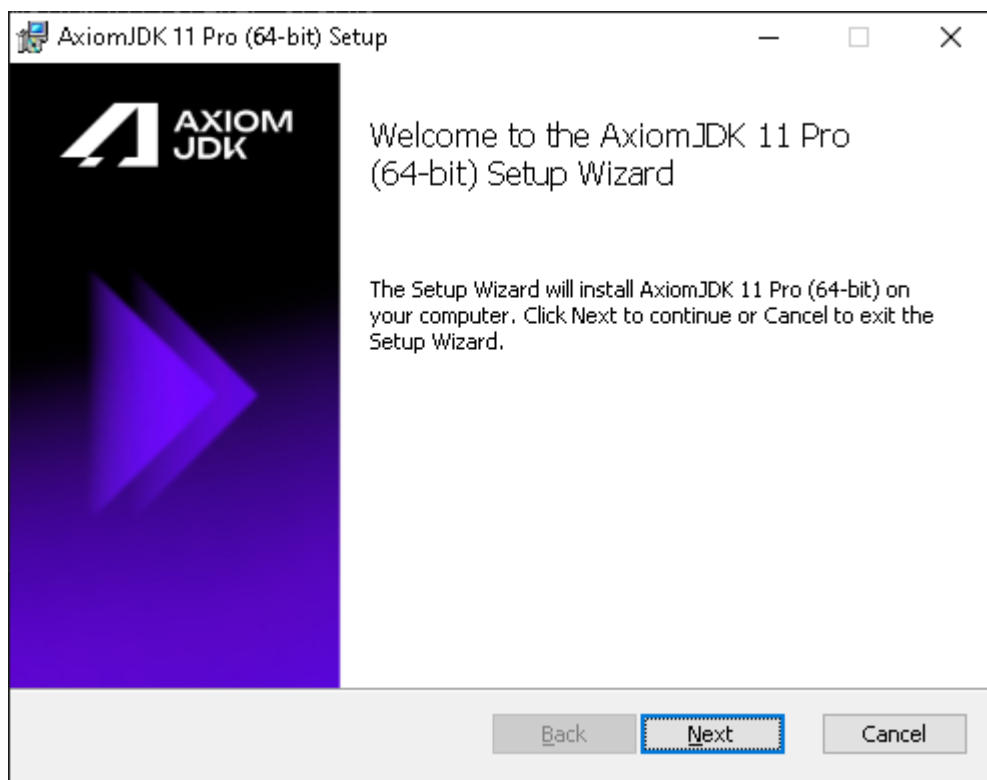 AxiomJDK 11 Pro (64-bit) Setup
AXIOM
JDK
Welcome to the AxiomJDK 11 Pro
(64-bit) Setup Wizard
The Setup Wizard will install AxiomJDK 11 Pro (64-bit) on
your computer. Click Next to continue or Cancel to exit the
Setup Wizard.
Back
Next
Cancel